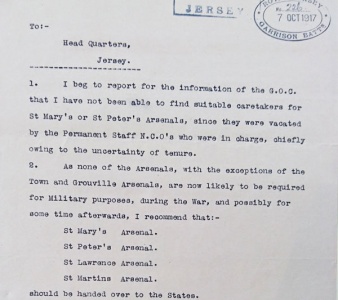 JERSEY
7 OCT 1917
GARRISON BATTN
To:-
Head Quarters,
Jersey.
1. I beg to report for the information of the G.O.C.
that I have not been able to find suitable caretakers for
St Mary's or St Peter's Arsenals, since they were vacated
by the Permanent Staff N.C.O's who were in charge, chiefly
owing to the uncertainty of tenure.
2. As none of the Arsenals, with the exceptions of the
Town and Grouville Arsenals, are now likely to be required
for Military purposes, during the War, and possibly for
some time afterwards, I recommend that:-
St Mary's Arsenal.
St Peter's Arsenal.
St Lawrence Arsenal.
St Martins Arsenal.
should be handed over to the States.